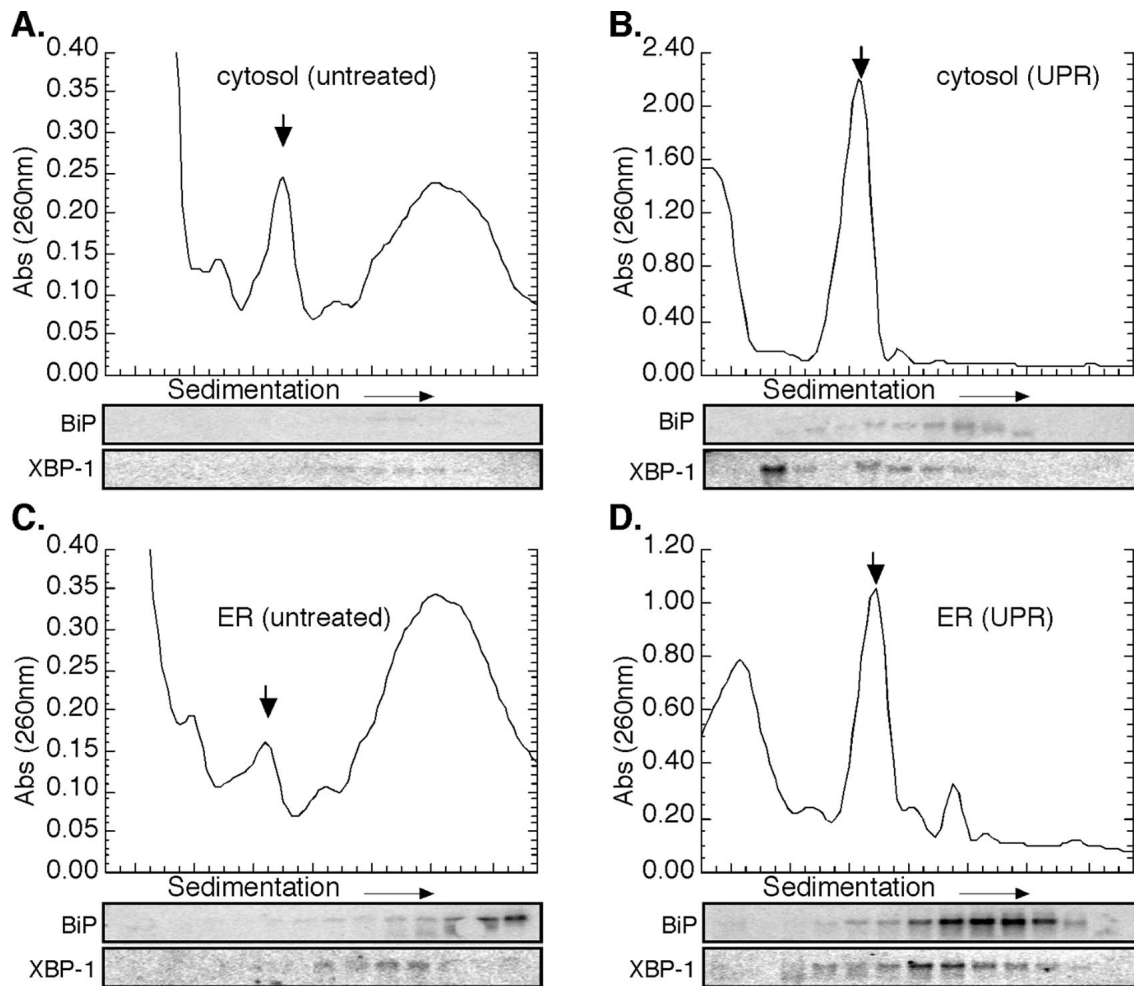 A.
0.40
0.35
0.30
0.25
0.20
0.15
0.10
0.05
0.00
Abs (260nm)
cytosol (untreated)
Sedimentation
BiP
XBP-1
B.
2.40
2.00
1.60
1.20
0.80
0.40
0.00
Abs (260nm)
cytosol (UPR)
Sedimentation
BiP
XBP-1
C.
0.40
0.35
0.30
0.25
0.20
0.15
0.10
0.05
0.00
Abs (260nm)
ER (untreated)
Sedimentation
BiP
XBP-1
D.
1.20
1.00
0.80
0.60
0.40
0.20
0.00
Abs (260nm)
ER (UPR)
Sedimentation
BiP
XBP-1